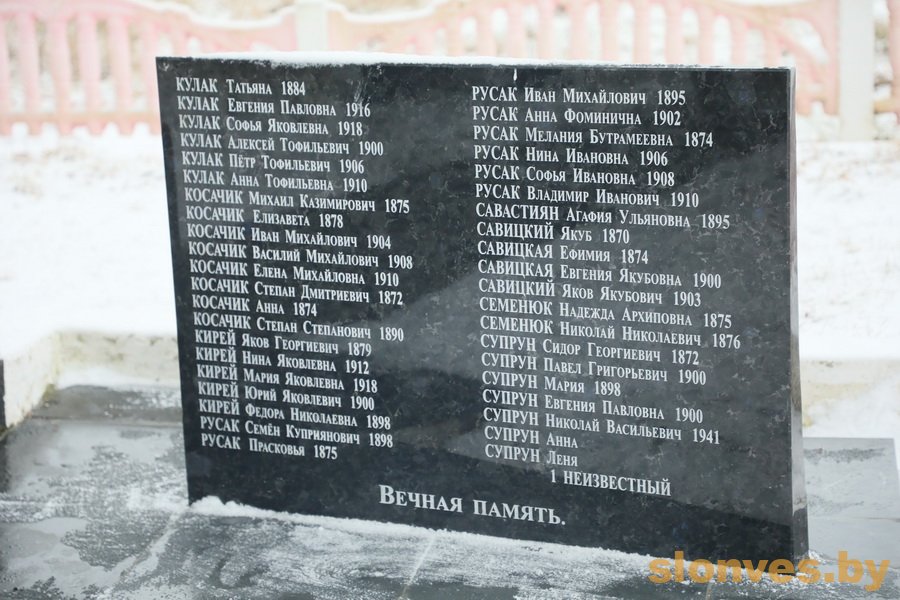 КУЛАК Татьяна 1884
КУЛАК Евгения Павловна 1916
КУЛАК Софья Яковлевна 1918
КУЛАК Алексей Тофильевич 1900
КУЛАК Пётр Тофильевич 1906
КУЛАК Анна Тофильевна 1910
КОСАЧИК Михаил Казимирович 1875
КОСАЧИК Елизавета 1878
КОСАЧИК Иван Михайлович 1904
КОСАЧИК Василий Михайлович 1908
КОСАЧИК Елена Михайловна 1910
КОСАЧИК Степан Дмитриевич 1872
КОСАЧИК Анна 1874
КОСАЧИК Степан Степанович 1890
КИРЕЙ Яков Георгиевич 1879
КИРЕЙ Нина Яковлевна 1912
КИРЕЙ Мария Яковлевна 1918
КИРЕЙ Юрий Яковлевич 1900
КИРЕЙ Федора Николаевна 1898
РУСАК Семён Куприянович 1898
РУСАК Прасковья 1875
РУСАК Иван Михайлович 1895
РУСАК Анна Фоминична 1902
РУСАК Мелания Бутрамеевна 1874
РУСАК Нина Ивановна 1906
РУСАК Софья Ивановна 1908
РУСАК Владимир Иванович 1910
САВАСТИЯН Агафия Ульяновна 1895
САВИЦКИЙ Якуб 1870
САВИЦКАЯ Ефимия 1874
САВИЦКАЯ Евгения Якубовна 1900
САВИЦКИЙ Яков Якубович 1903
СЕМЕНЮК Надежда Архиповна 1875
СЕМЕНЮК Николай Николаевич 1876
СУПРУН Сидор Георгиевич 1872
СУПРУН Павел Григорьевич 1900
СУПРУН Мария 1898
СУПРУН Евгения Павловна 1900
СУПРУН Николай Васильевич 1941
СУПРУН Анна
СУПРУН Леня
1 НЕИЗВЕСТНЫЙ
Вечная память.
slonves.by